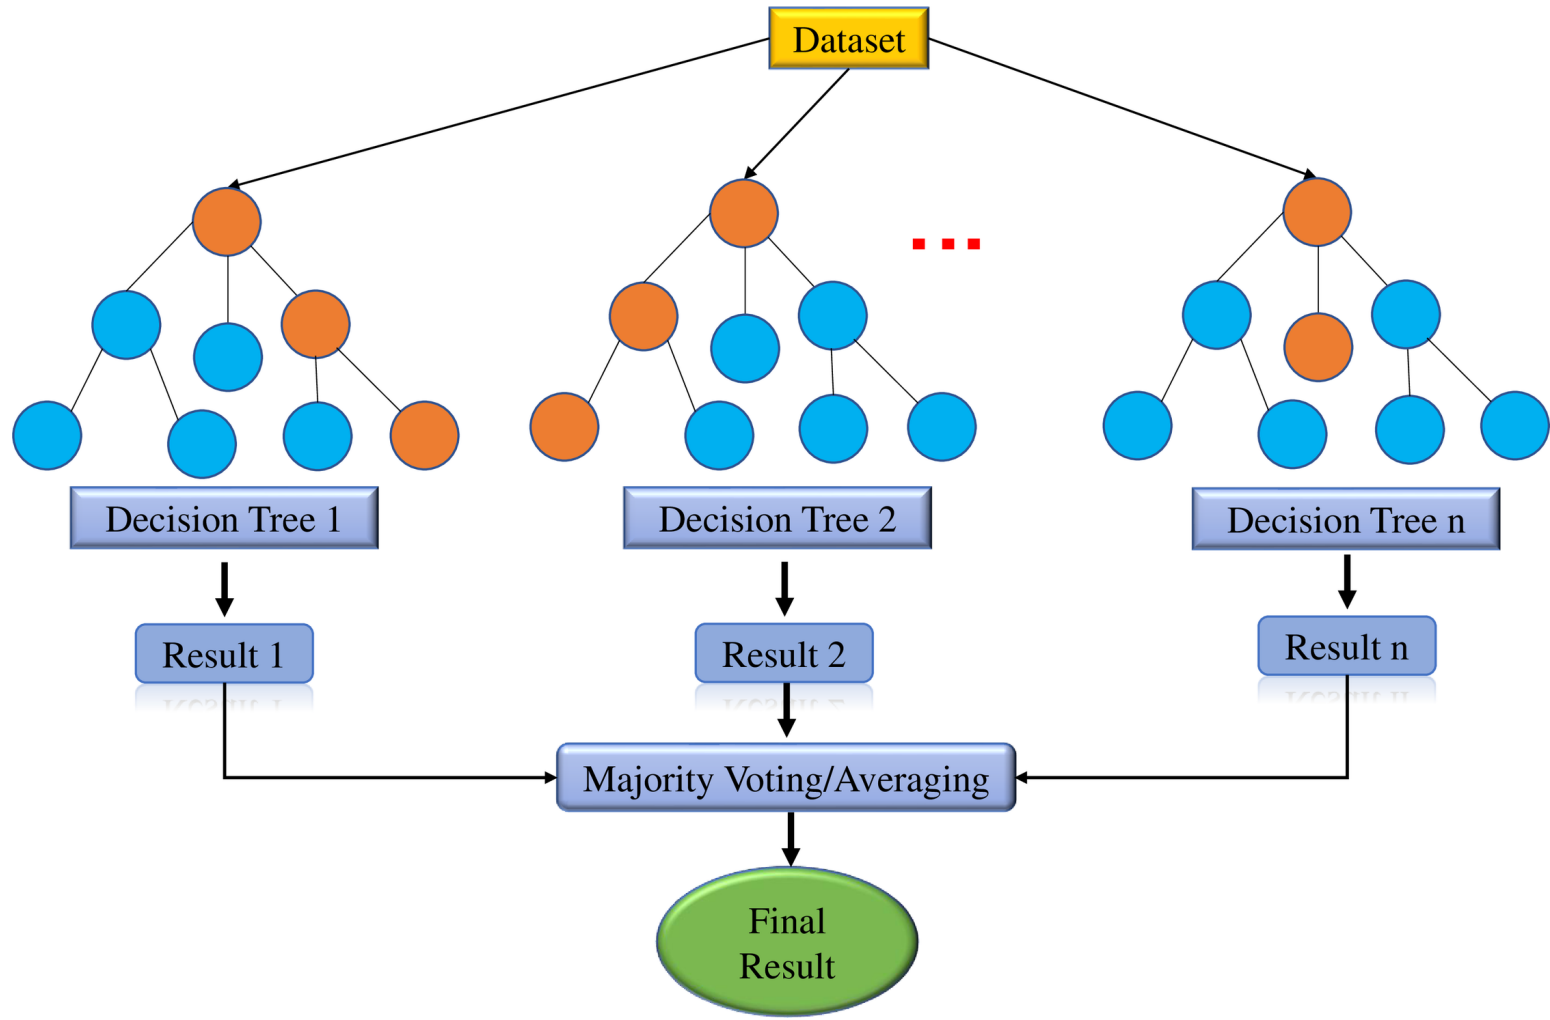 Dataset
Decision Tree 1
Decision Tree 2
Decision Tree n
Result 1
Result 2
Result n
Majority Voting/Averaging
Final
Result